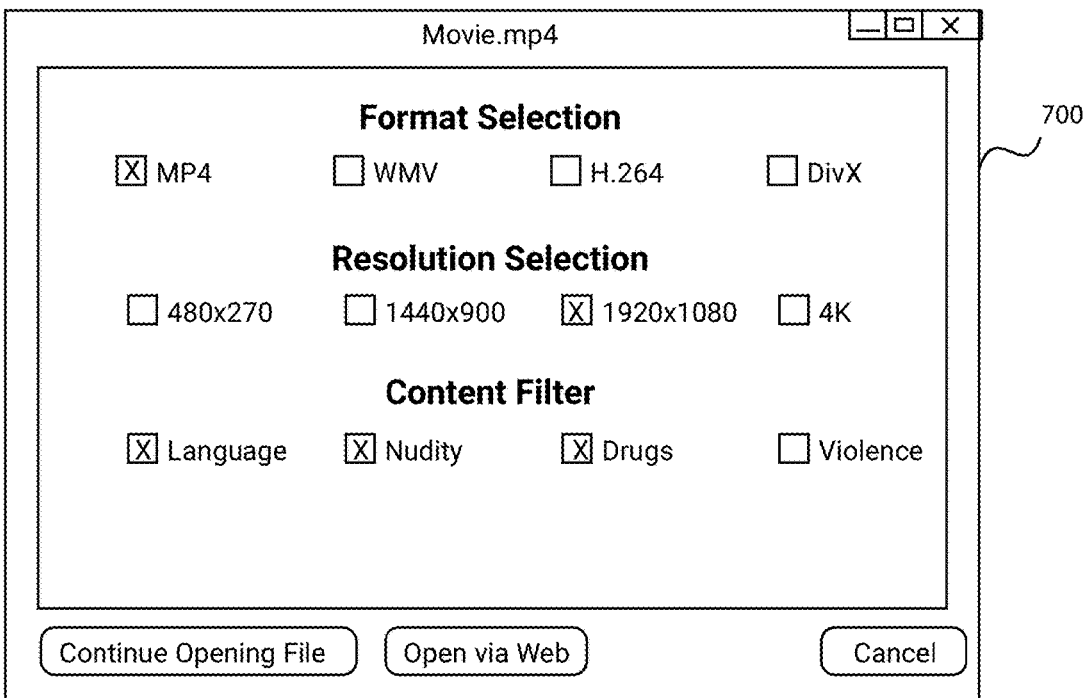 Movie.mp4
700
Format Selection
X MP4 WMV H.264 DivX
Resolution Selection
480x270 1440x900 X 1920x1080 4K
Content Filter
X Language X Nudity X Drugs Violence
Continue Opening File Open via Web Cancel